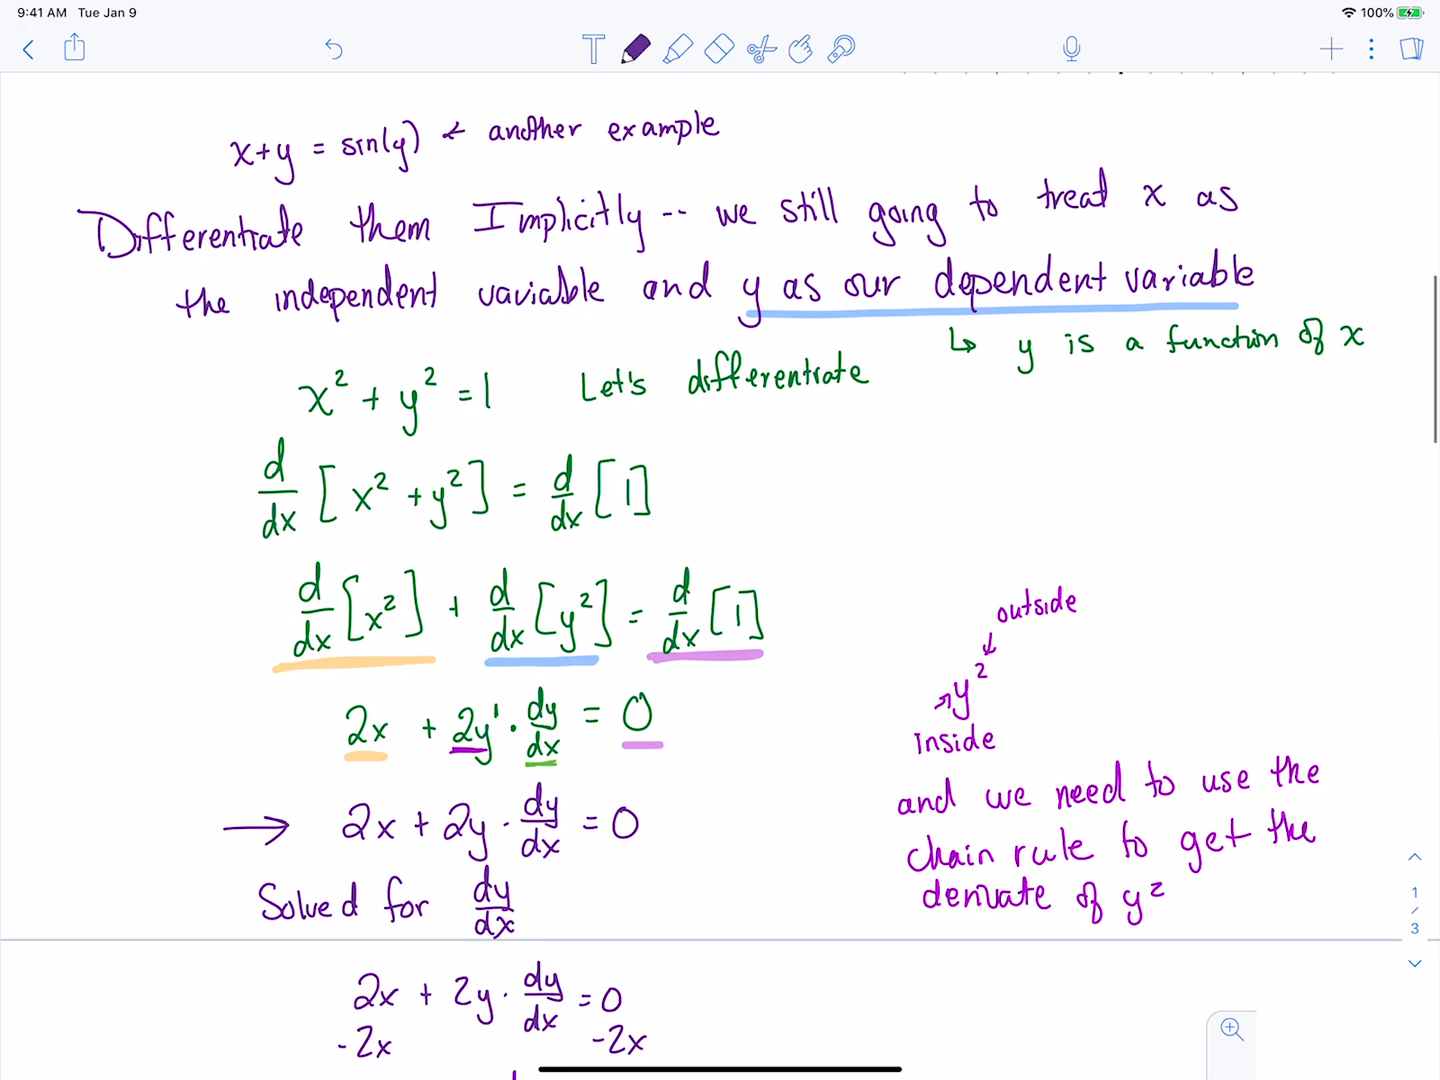 9:41 AM Tue Jan 9
100%
x+y = sin(y) ← another example
Differentiate them Implicitly -- we still going to treat x as
the independent variable and y as our dependent variable
↳ y is a function of x
x² + y² = 1 Let's differentiate
d/dx [x² + y²] = d/dx [1]
d/dx [x²] + d/dx [y²] = d/dx [1]
2x + 2y¹ · dy/dx = 0
→ 2x + 2y · dy/dx = 0
Solved for dy/dx
2x + 2y · dy/dx = 0
-2x -2x
outside
↓
y²
↗
inside
and we need to use the
chain rule to get the
derivate of y²
1
/
3